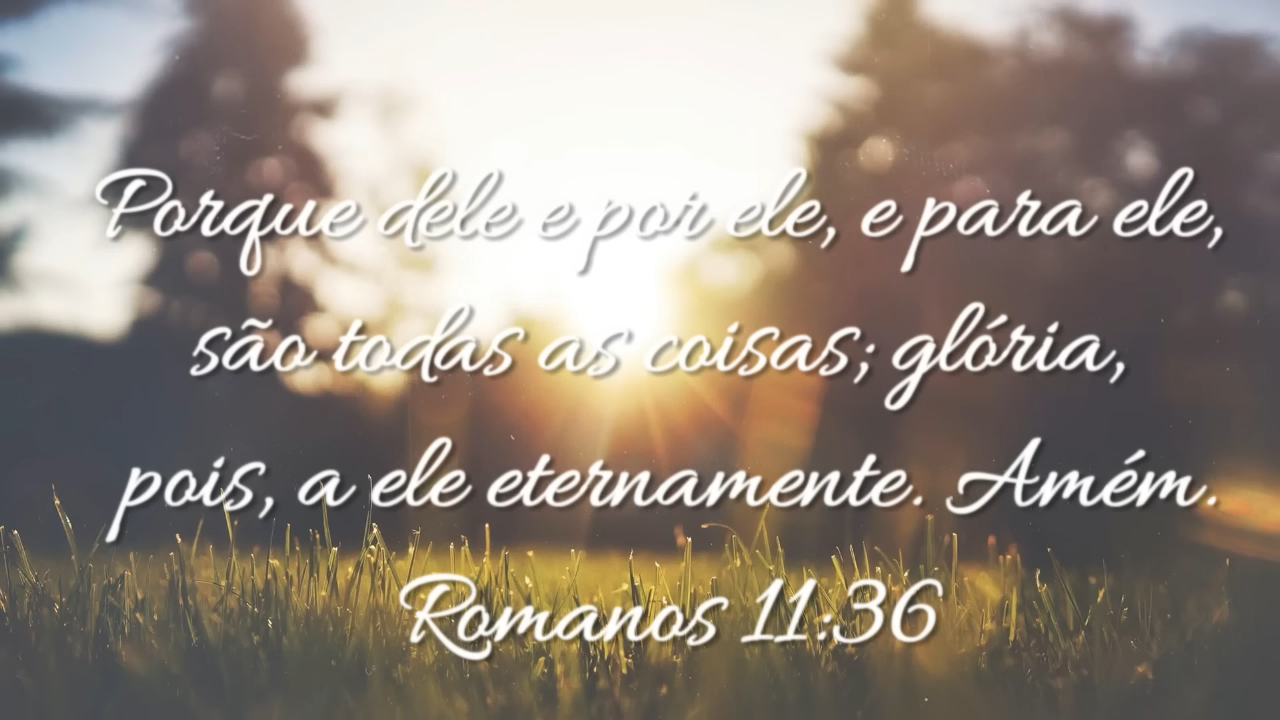 Porque dele e por ele, e para ele,
são todas as coisas; glória,
pois, a ele eternamente. Amém.
Romanos 11:36